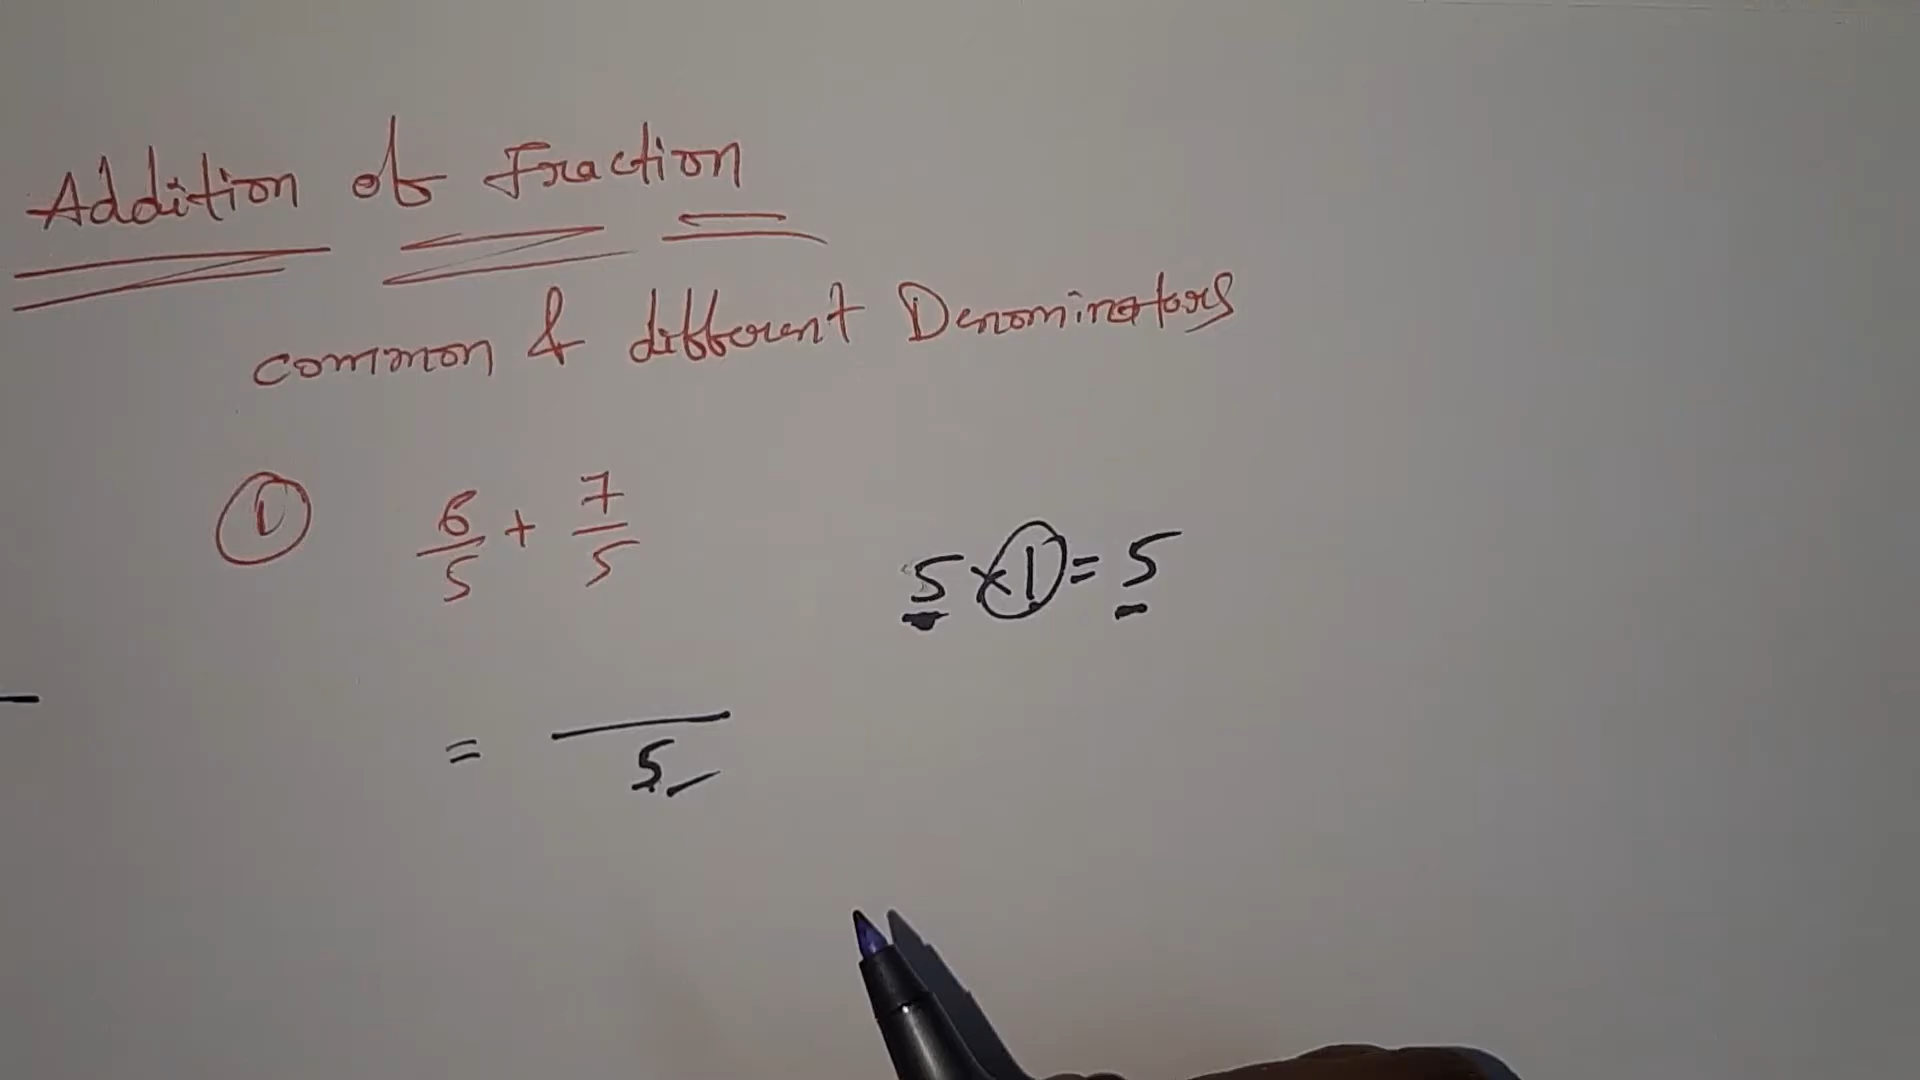 Addition of Fraction
common & different Denominators
① 6/5 + 7/5
5 × 1 = 5
= /5